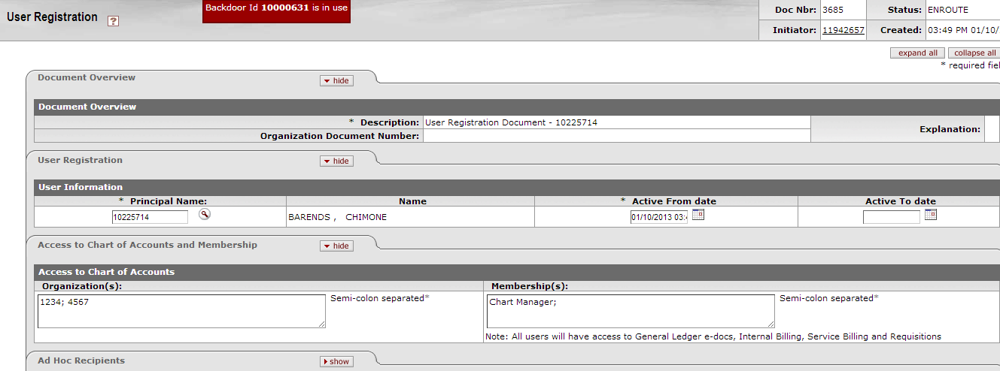 User Registration ?
Backdoor Id 10000631 is in use
Doc Nbr: 3685 Status: ENROUTE
Initiator: 11942657 Created: 03:49 PM 01/10/
expand all collapse all
* required fiel
Document Overview hide
Document Overview
* Description: User Registration Document - 10225714
Explanation:
Organization Document Number:
User Registration hide
User Information
* Principal Name: Name * Active From date Active To date
10225714 BARENDS , CHIMONE 01/10/2013 03:4
Access to Chart of Accounts and Membership hide
Access to Chart of Accounts
Organization(s): Membership(s):
1234; 4567 Semi-colon separated* Chart Manager; Semi-colon separated*
Note: All users will have access to General Ledger e-docs, Internal Billing, Service Billing and Requisitions
Ad Hoc Recipients show